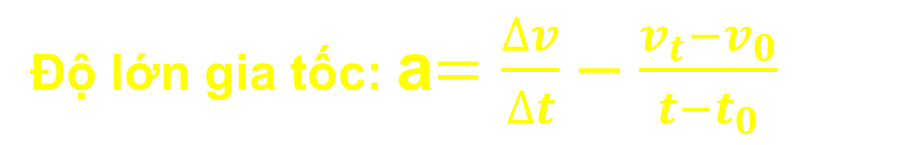 Độ lớn gia tốc: a= Δv/Δt − (v_t−v_0)/(t−t_0)